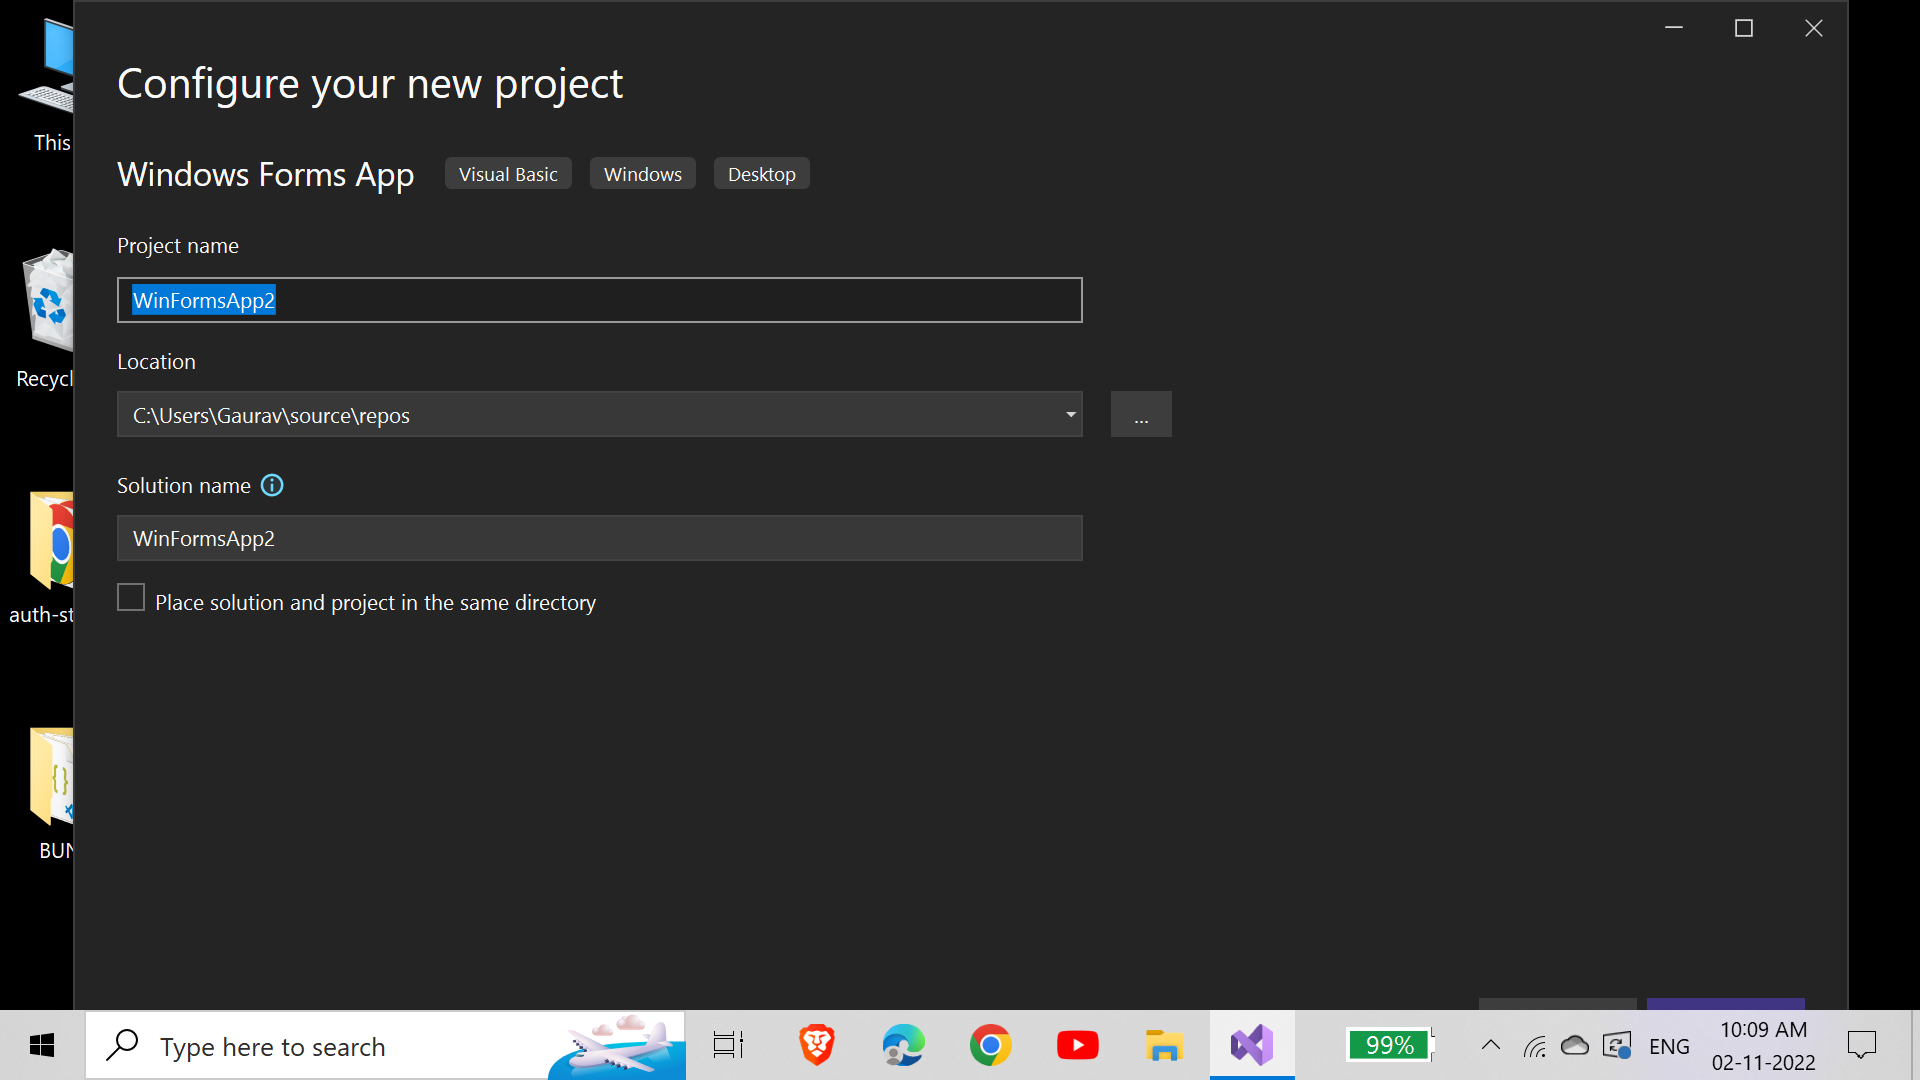 Configure your new project
Windows Forms App Visual Basic Windows Desktop
Project name
WinFormsApp2
Location
C:\Users\Gaurav\source\repos
...
Solution name
WinFormsApp2
Place solution and project in the same directory
This
Recycl
auth-st
BUN
Type here to search
99%
ENG
10:09 AM
02-11-2022